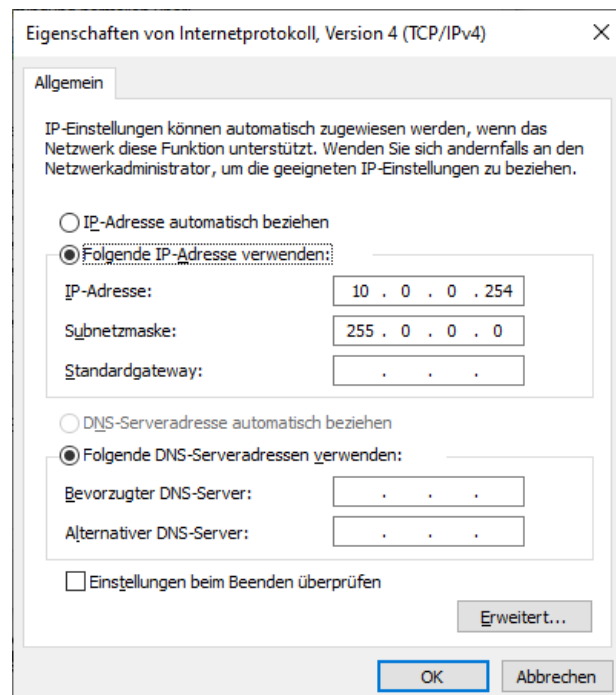 Eigenschaften von Internetprotokoll, Version 4 (TCP/IPv4)
Allgemein
IP-Einstellungen können automatisch zugewiesen werden, wenn das
Netzwerk diese Funktion unterstützt. Wenden Sie sich andernfalls an den
Netzwerkadministrator, um die geeigneten IP-Einstellungen zu beziehen.
IP-Adresse automatisch beziehen
Folgende IP-Adresse verwenden:
IP-Adresse: 10 . 0 . 0 . 254
Subnetzmaske: 255 . 0 . 0 . 0
Standardgateway: . . .
DNS-Serveradresse automatisch beziehen
Folgende DNS-Serveradressen verwenden:
Bevorzugter DNS-Server: . . .
Alternativer DNS-Server: . . .
Einstellungen beim Beenden überprüfen
Erweitert...
OK Abbrechen